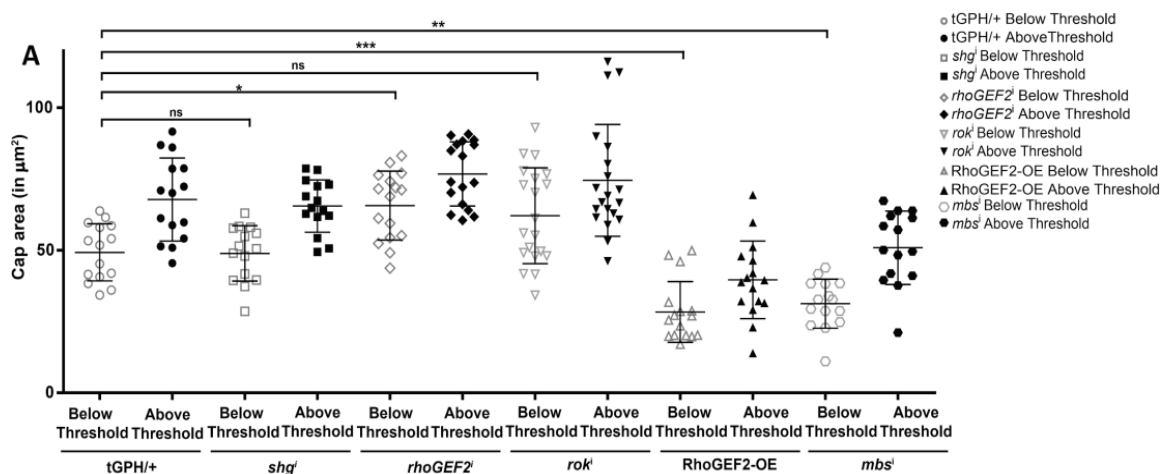 A
**
***
ns
*
ns
Cap area (in μm²)
100
50
0
Below Threshold
Above Threshold
Below Threshold
Above Threshold
Below Threshold
Above Threshold
Below Threshold
Above Threshold
Below Threshold
Above Threshold
Below Threshold
Above Threshold
tGPH/+
shgⁱ
rhoGEF2ⁱ
rokⁱ
RhoGEF2-OE
mbsⁱ
tGPH/+ Below Threshold
tGPH/+ AboveThreshold
shgⁱ Below Threshold
shgⁱ Above Threshold
rhoGEF2ⁱ Below Threshold
rhoGEF2ⁱ Above Threshold
rokⁱ Below Threshold
rokⁱ Above Threshold
RhoGEF2-OE Below Threshold
RhoGEF2-OE Above Threshold
mbsⁱ Below Threshold
mbsⁱ Above Threshold